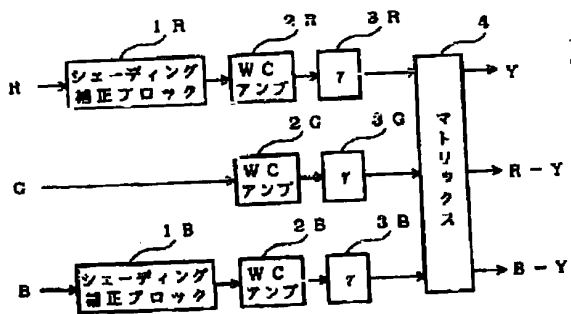 1 R
2 R
3 R
4
R
シェーディング
補正ブロック
WC
アンプ
γ
Y
2 G
3 G
G
WC
アンプ
γ
マトリックス
R-Y
1 B
2 B
3 B
B
シェーディング
補正ブロック
WC
アンプ
γ
B-Y